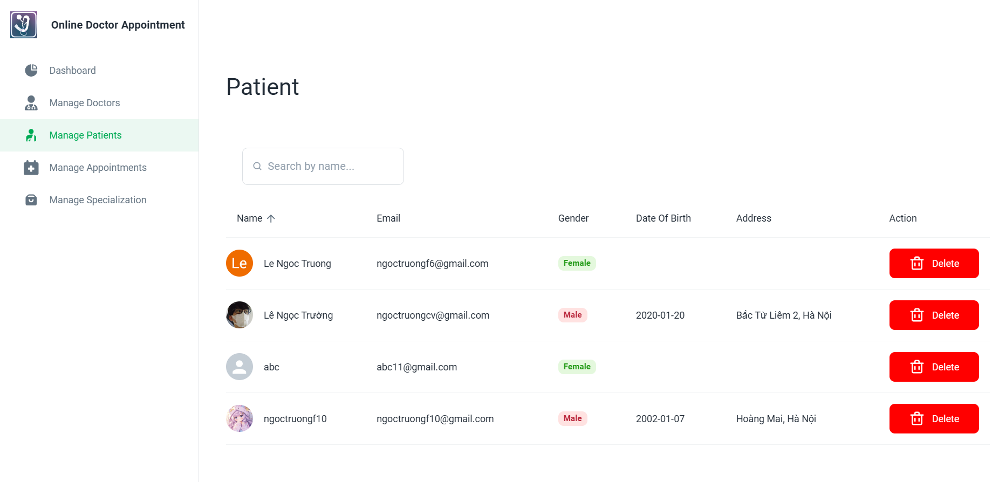 Online Doctor Appointment
Dashboard
Manage Doctors
Manage Patients
Manage Appointments
Manage Specialization
Patient
Search by name...
Name Email Gender Date Of Birth Address Action
Le Le Ngoc Truong ngoctruongf6@gmail.com Female Delete
Lê Ngọc Trường ngoctruongcv@gmail.com Male 2020-01-20 Bắc Từ Liêm 2, Hà Nội Delete
abc abc11@gmail.com Female Delete
ngoctruongf10 ngoctruongf10@gmail.com Male 2002-01-07 Hoàng Mai, Hà Nội Delete